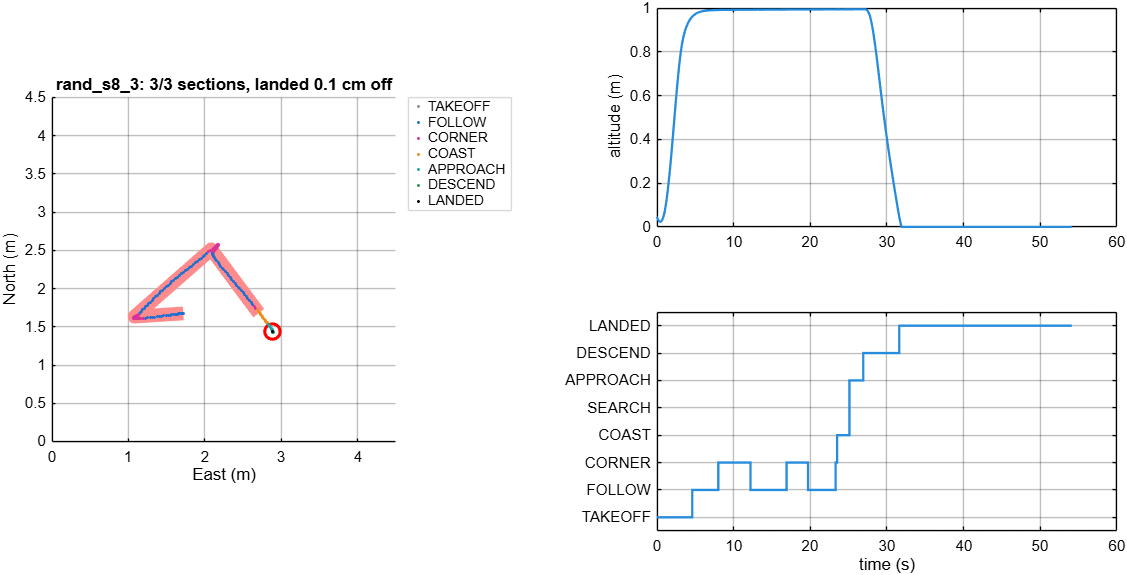 rand_s8_3: 3/3 sections, landed 0.1 cm off
4.5
4
3.5
3
2.5
2
1.5
1
0.5
0
0
1
2
3
4
North (m)
East (m)
TAKEOFF
FOLLOW
CORNER
COAST
APPROACH
DESCEND
LANDED
1
0.8
0.6
0.4
0.2
0
altitude (m)
0
10
20
30
40
50
60
LANDED
DESCEND
APPROACH
SEARCH
COAST
CORNER
FOLLOW
TAKEOFF
0
10
20
30
40
50
60
time (s)